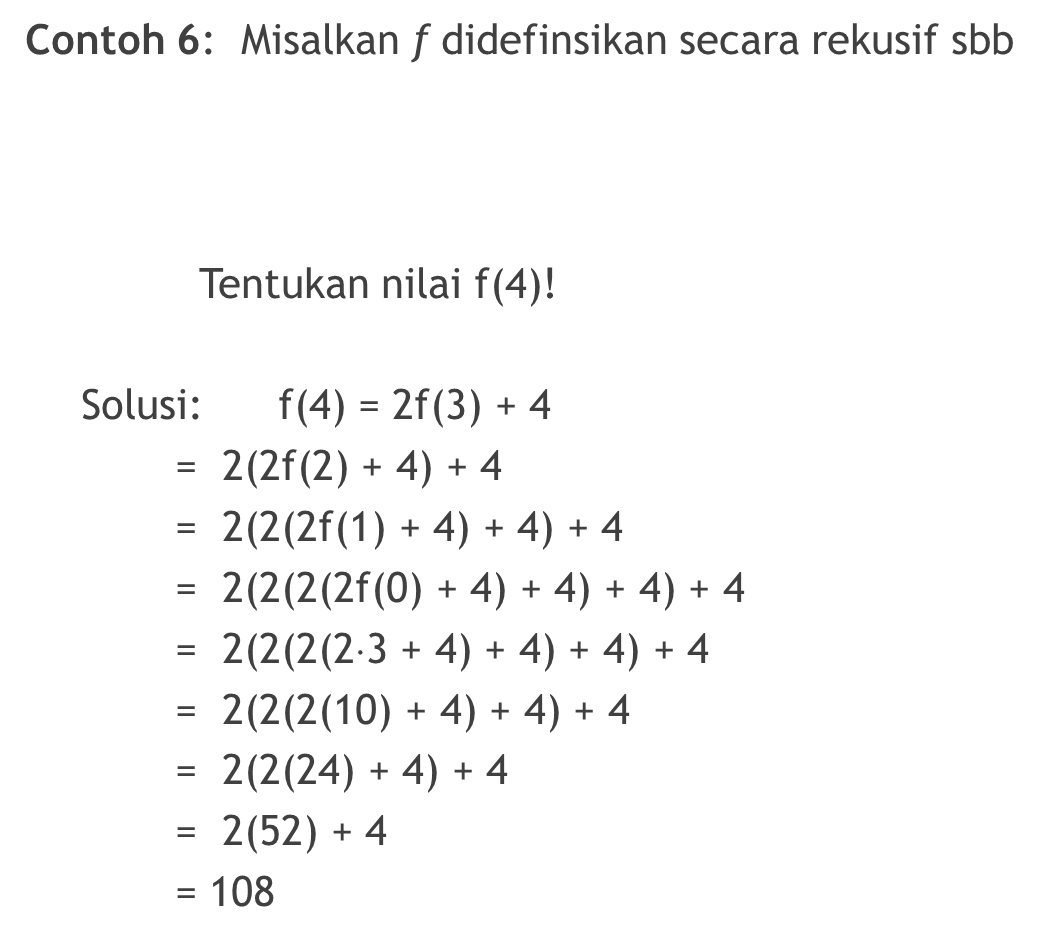 Contoh 6: Misalkan f didefinsikan secara rekusif sbb
Tentukan nilai f(4)!
Solusi: f(4) = 2f(3) + 4
= 2(2f(2) + 4) + 4
= 2(2(2f(1) + 4) + 4) + 4
= 2(2(2(2f(0) + 4) + 4) + 4) + 4
= 2(2(2(2·3 + 4) + 4) + 4) + 4
= 2(2(2(10) + 4) + 4) + 4
= 2(2(24) + 4) + 4
= 2(52) + 4
= 108